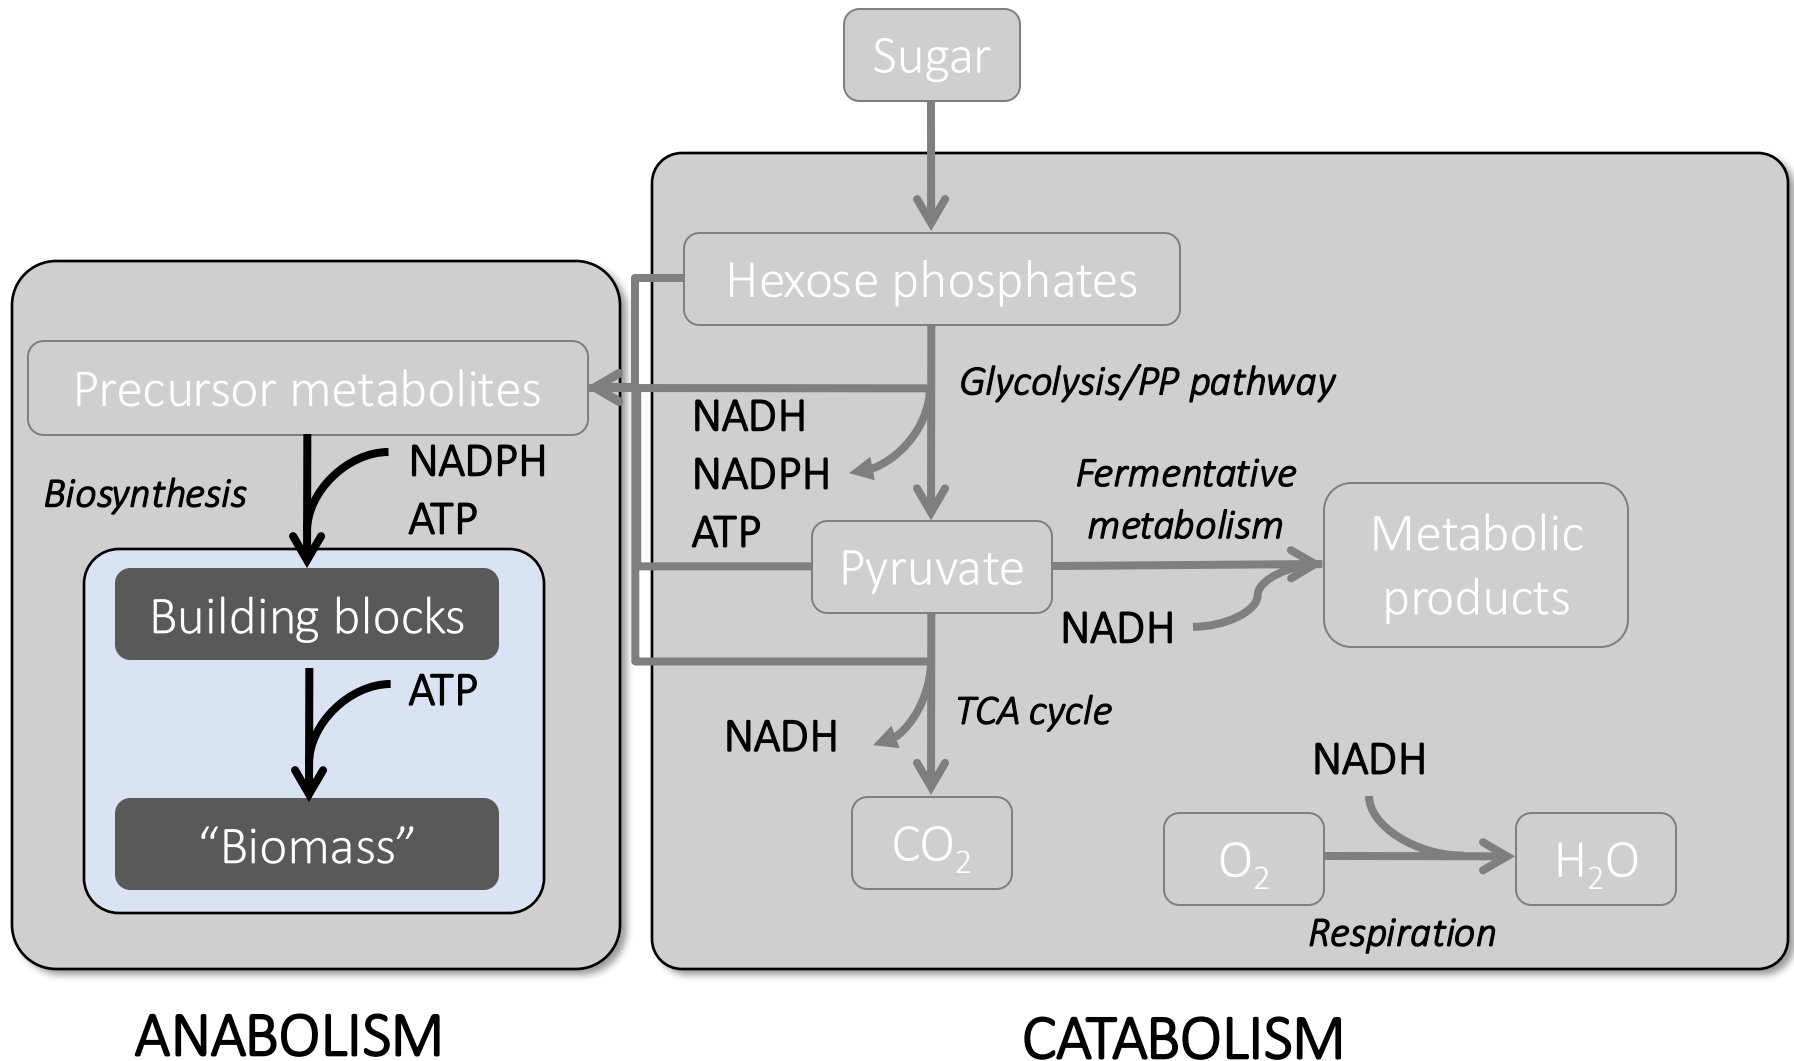 Sugar
Hexose phosphates
Precursor metabolites
Glycolysis/PP pathway
NADH
NADPH
ATP
NADPH
ATP
Biosynthesis
Fermentative
metabolism
Pyruvate
Metabolic
products
NADH
Building blocks
ATP
NADH
TCA cycle
"Biomass"
CO₂
NADH
O₂
H₂O
Respiration
ANABOLISM
CATABOLISM